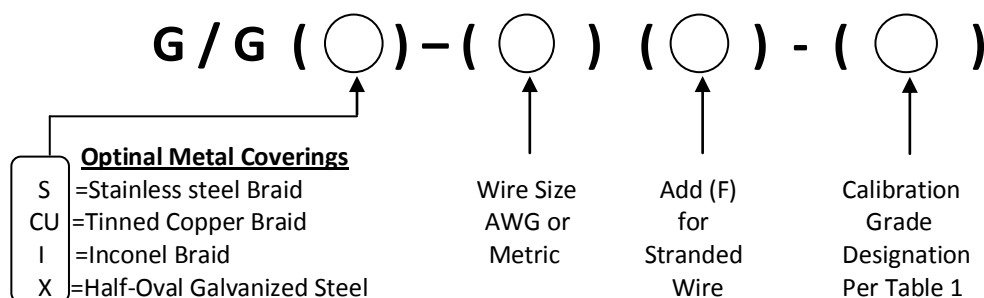 G / G ( ) – ( ) ( ) - ( )
Optinal Metal Coverings
S =Stainless steel Braid
CU =Tinned Copper Braid
I =Inconel Braid
X =Half-Oval Galvanized Steel
Wire Size
AWG or
Metric
Add (F)
for
Stranded
Wire
Calibration
Grade
Designation
Per Table 1